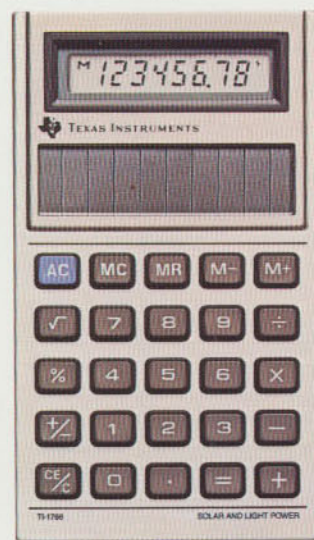 M 123456.78'
TEXAS INSTRUMENTS
AC MC MR M− M+
√ 7 8 9 ÷
% 4 5 6 X
+/− 1 2 3 −
CE/C 0 . = +
TI-1766 SOLAR AND LIGHT POWER